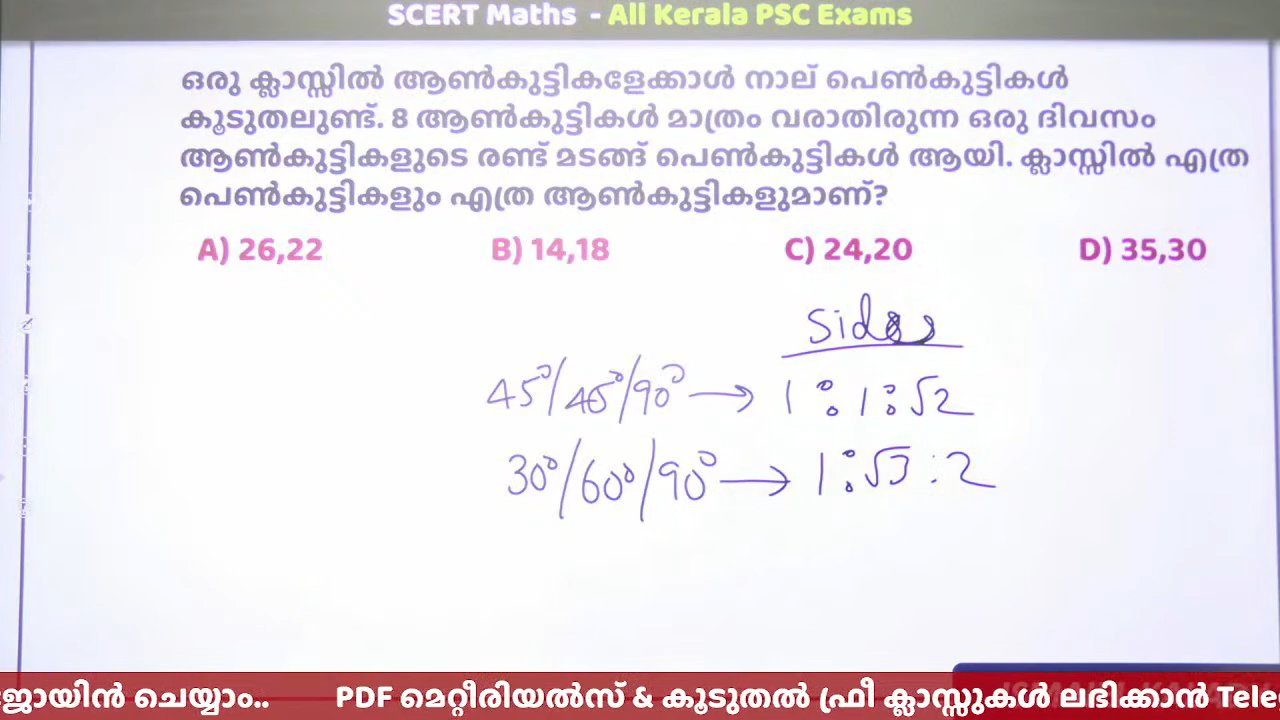 SCERT Maths - All Kerala PSC Exams
ഒരു ക്ലാസ്സിൽ ആൺകുട്ടികളേക്കാൾ നാല് പെൺകുട്ടികൾ
കൂടുതലുണ്ട്. 8 ആൺകുട്ടികൾ മാത്രം വരാതിരുന്ന ഒരു ദിവസം
ആൺകുട്ടികളുടെ രണ്ട് മടങ്ങ് പെൺകുട്ടികൾ ആയി. ക്ലാസ്സിൽ എത്ര
പെൺകുട്ടികളും എത്ര ആൺകുട്ടികളുമാണ്?
A) 26,22 B) 14,18 C) 24,20 D) 35,30
45°/45°/90° → 1:1:√2
30°/60°/90° → 1:√3:2
ജോയിൻ ചെയ്യാം.. PDF മെറ്റീരിയൽസ് & കൂടുതൽ ഫ്രീ ക്ലാസ്സുകൾ ലഭിക്കാൻ Tele